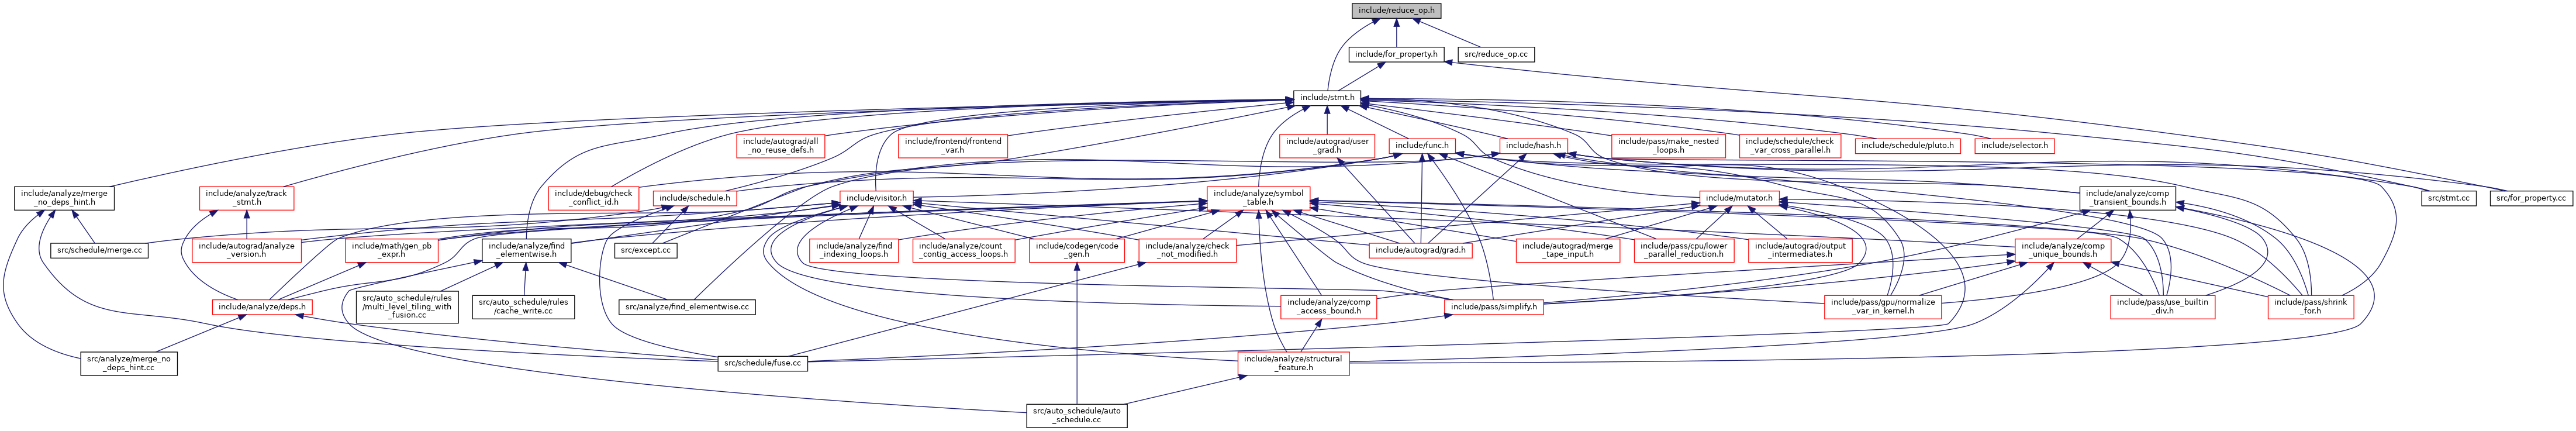 include/reduce_op.h
include/for_property.h
src/reduce_op.cc
include/stmt.h
include/autograd/all
_no_reuse_defs.h
include/frontend/frontend
_var.h
include/autograd/user
_grad.h
include/func.h
include/hash.h
include/pass/make_nested
_loops.h
include/schedule/check
_var_cross_parallel.h
include/schedule/pluto.h
include/selector.h
include/analyze/merge
_no_deps_hint.h
include/analyze/track
_stmt.h
include/debug/check
_conflict_id.h
include/schedule.h
include/visitor.h
include/analyze/symbol
_table.h
include/mutator.h
include/analyze/comp
_transient_bounds.h
src/stmt.cc
src/for_property.cc
src/schedule/merge.cc
include/autograd/analyze
_version.h
include/math/gen_pb
_expr.h
include/analyze/find
_elementwise.h
src/except.cc
include/analyze/find
_indexing_loops.h
include/analyze/count
_contig_access_loops.h
include/codegen/code
_gen.h
include/analyze/check
_not_modified.h
include/autograd/grad.h
include/autograd/merge
_tape_input.h
include/pass/cpu/lower
_parallel_reduction.h
include/autograd/output
_intermediates.h
include/analyze/comp
_unique_bounds.h
include/analyze/deps.h
src/auto_schedule/rules
/multi_level_tiling_with
_fusion.cc
src/auto_schedule/rules
/cache_write.cc
src/analyze/find_elementwise.cc
include/analyze/comp
_access_bound.h
include/pass/simplify.h
include/pass/gpu/normalize
_var_in_kernel.h
include/pass/use_builtin
_div.h
include/pass/shrink
_for.h
src/analyze/merge_no
_deps_hint.cc
src/schedule/fuse.cc
include/analyze/structural
_feature.h
src/auto_schedule/auto
_schedule.cc